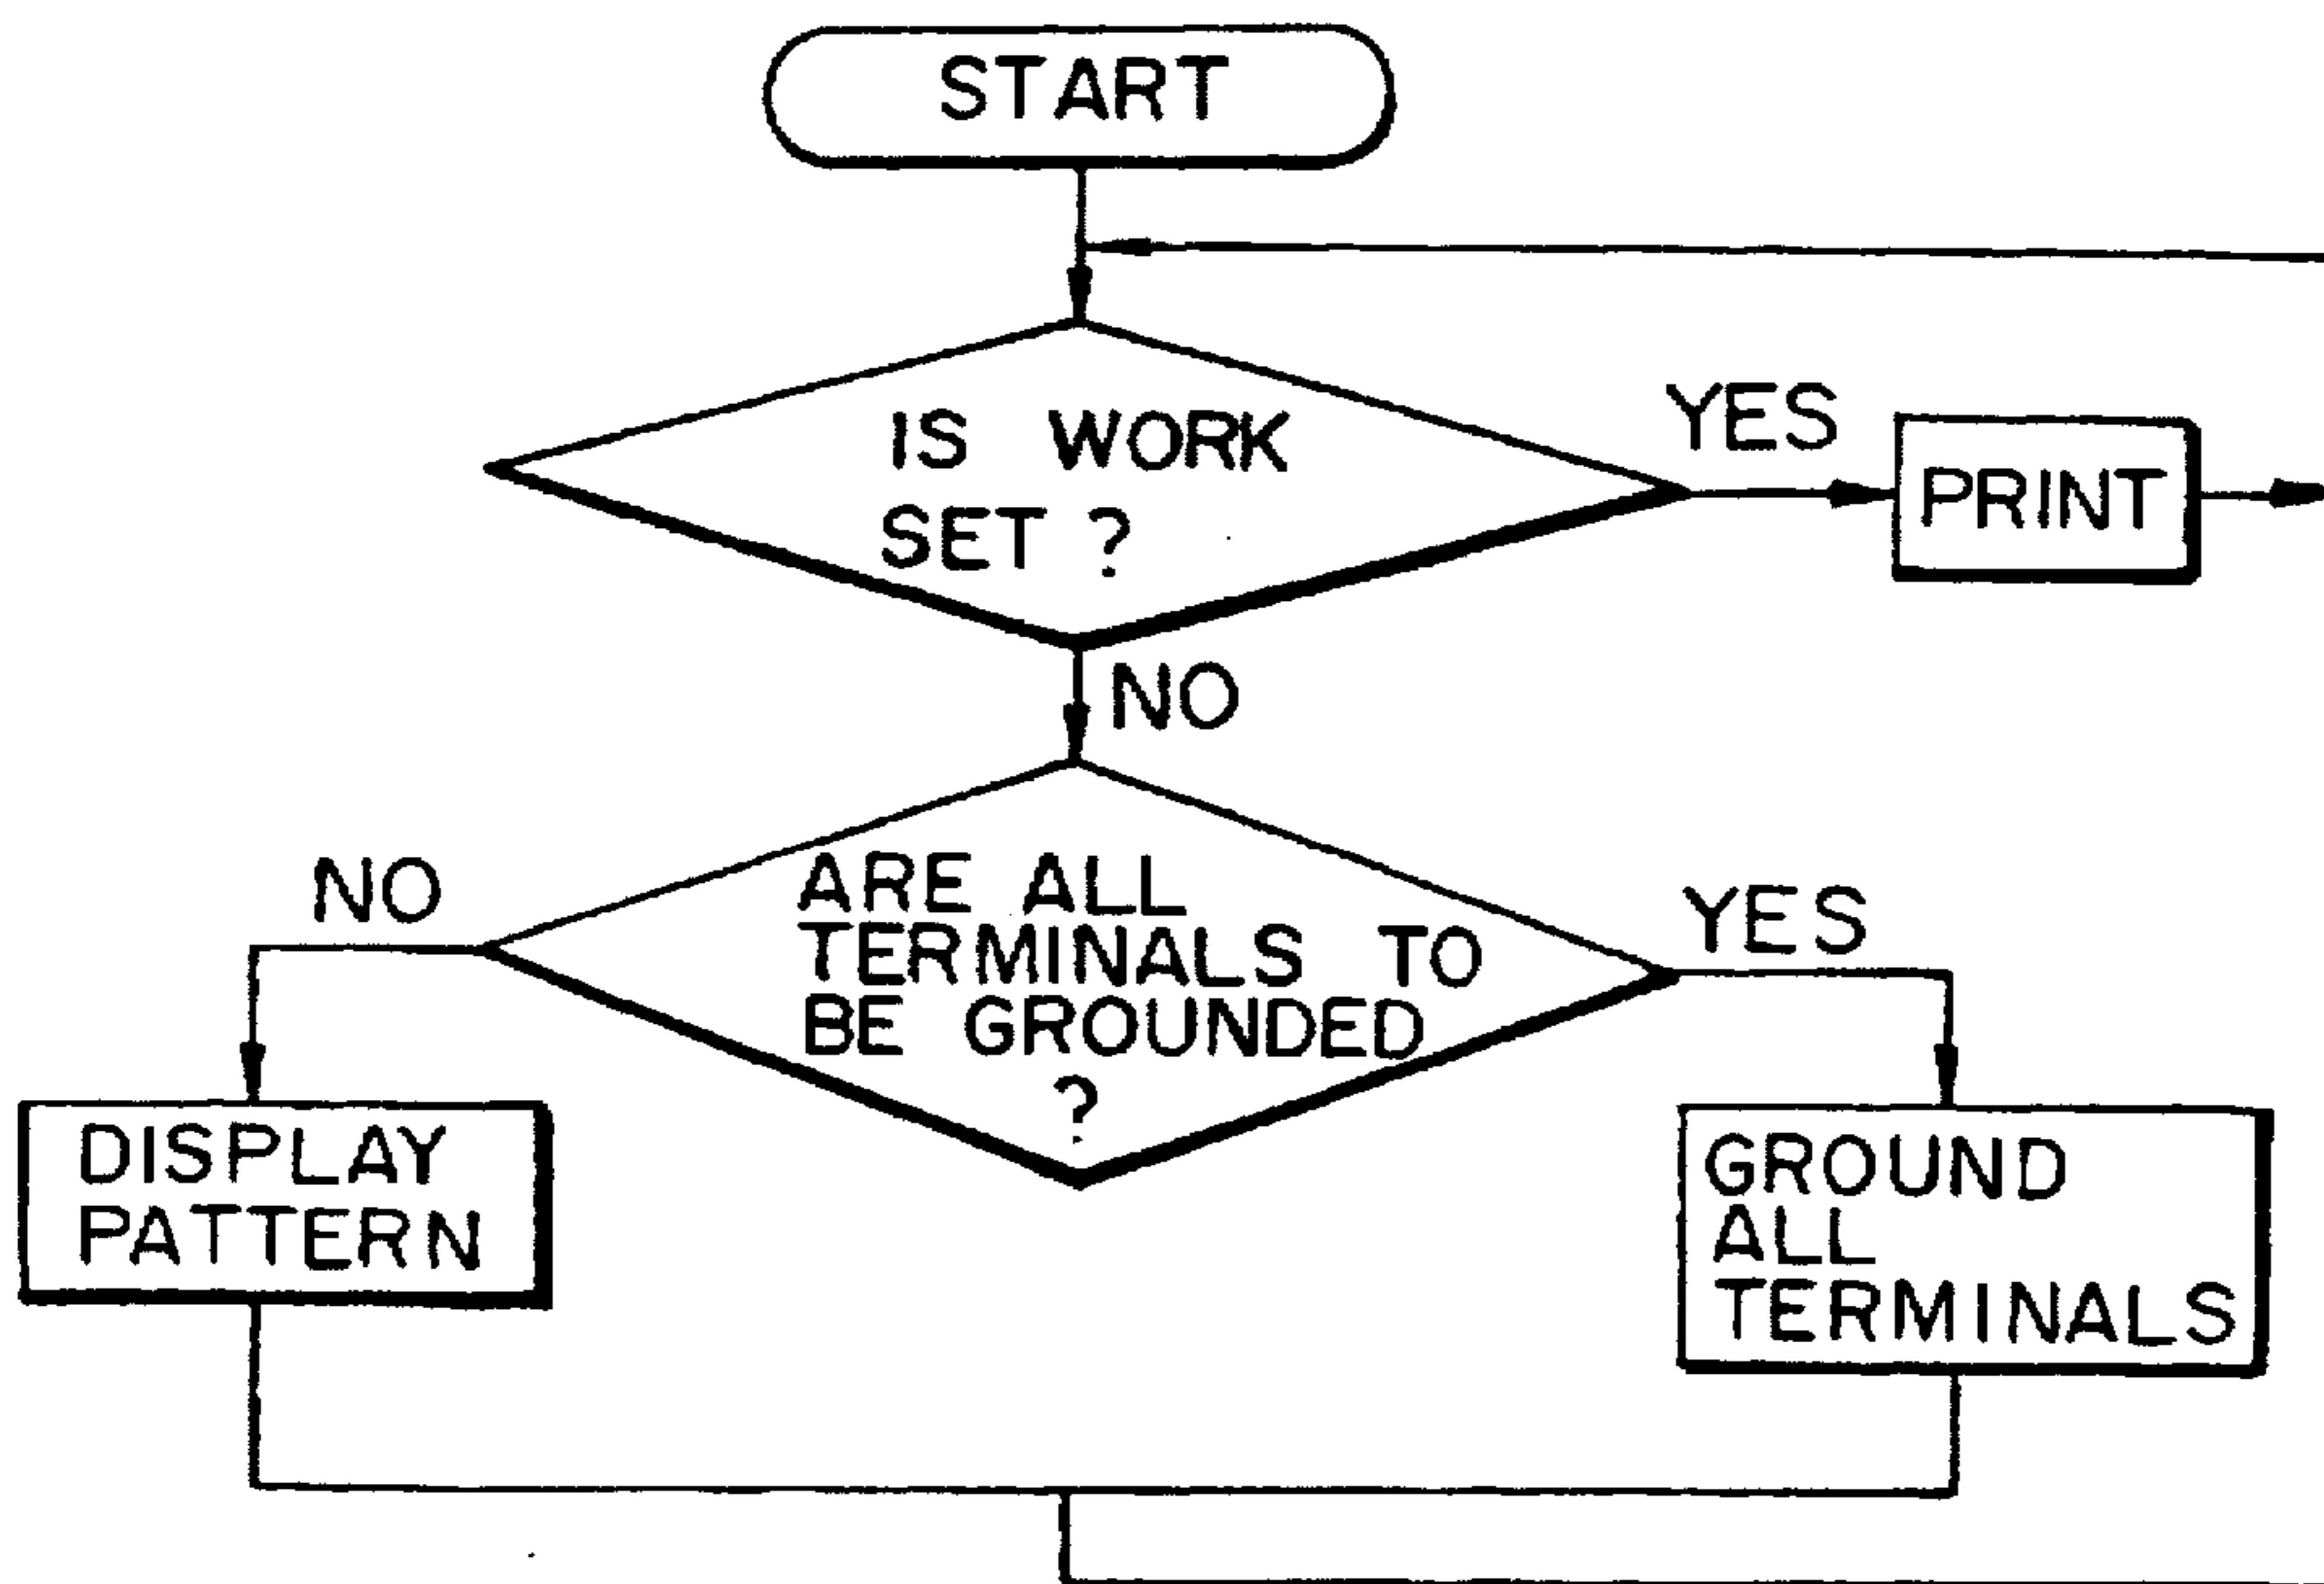 START
IS WORK
SET ?
YES
PRINT
NO
ARE ALL
TERMINALS TO
BE GROUNDED
?
NO
YES
DISPLAY
PATTERN
GROUND
ALL
TERMINALS